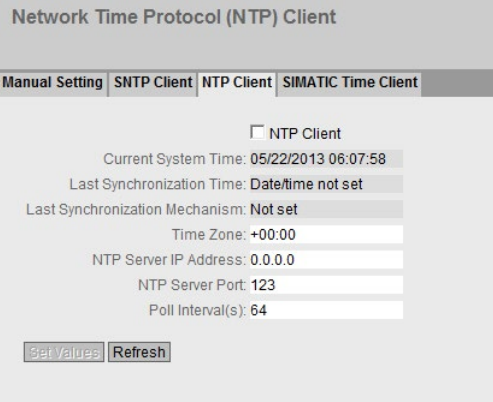 Network Time Protocol (NTP) Client
Manual Setting SNTP Client NTP Client SIMATIC Time Client
NTP Client
Current System Time: 05/22/2013 06:07:58
Last Synchronization Time: Date/time not set
Last Synchronization Mechanism: Not set
Time Zone: +00:00
NTP Server IP Address: 0.0.0.0
NTP Server Port: 123
Poll Interval(s): 64
Set Values Refresh